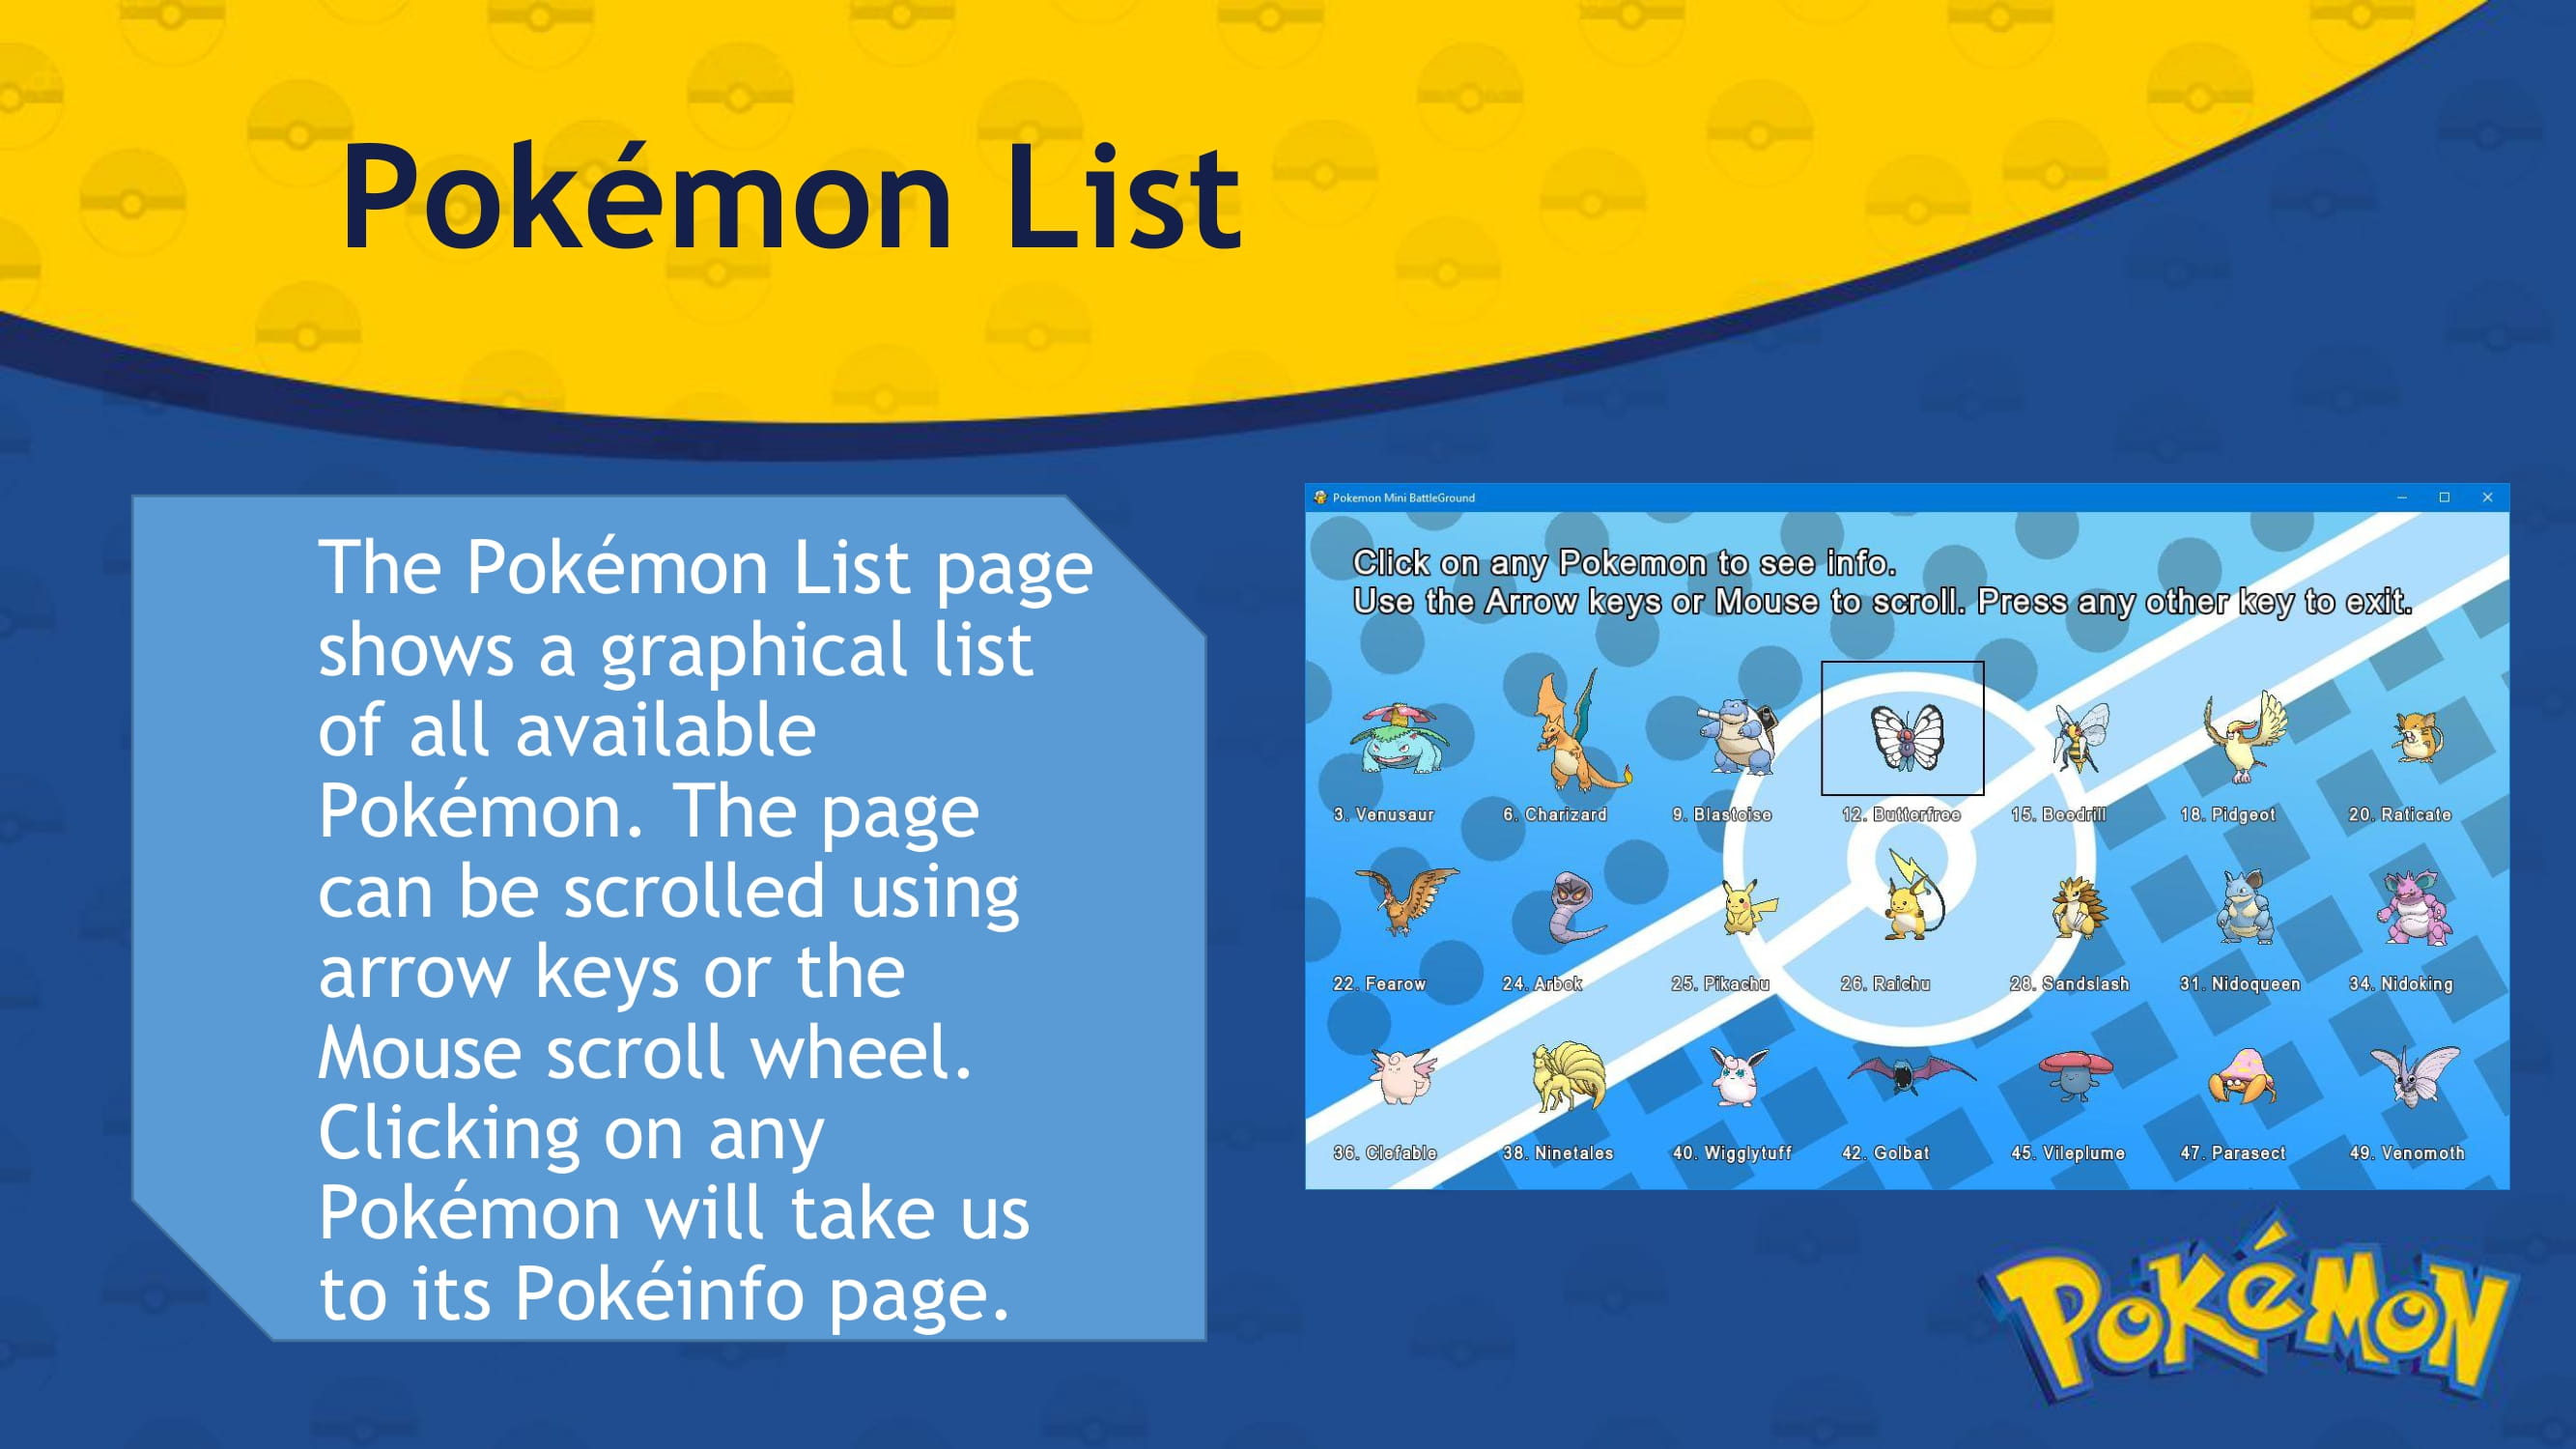 Pokémon List
The Pokémon List page
shows a graphical list
of all available
Pokémon. The page
can be scrolled using
arrow keys or the
Mouse scroll wheel.
Clicking on any
Pokémon will take us
to its Pokéinfo page.
Pokemon Mini BattleGround
Click on any Pokemon to see info.
Use the Arrow keys or Mouse to scroll. Press any other key to exit.
3. Venusaur 6. Charizard 9. Blastoise 12. Butterfree 15. Beedrill 18. Pidgeot 20. Raticate
22. Fearow 24. Arbok 25. Pikachu 26. Raichu 28. Sandslash 31. Nidoqueen 34. Nidoking
36. Clefable 38. Ninetales 40. Wigglytuff 42. Golbat 45. Vileplume 47. Parasect 49. Venomoth
POKéMON